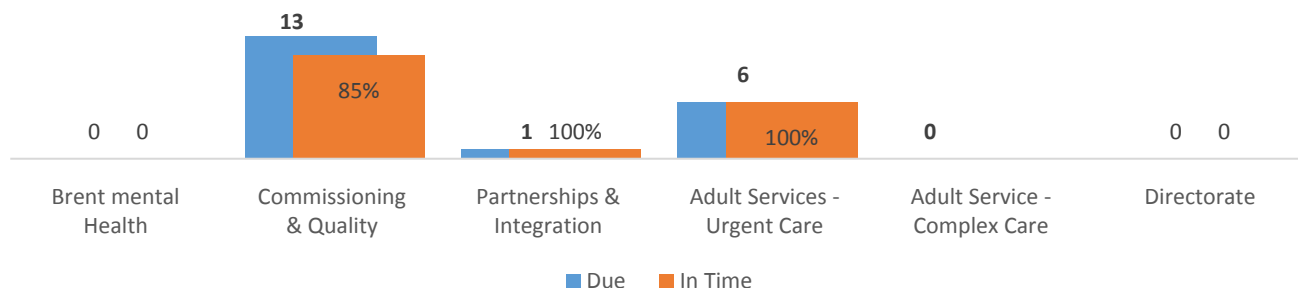 13
6
85%
0 0
1 100%
100%
0
0 0
Brent mental
Health
Commissioning
& Quality
Partnerships &
Integration
Adult Services -
Urgent Care
Adult Service -
Complex Care
Directorate
Due
In Time